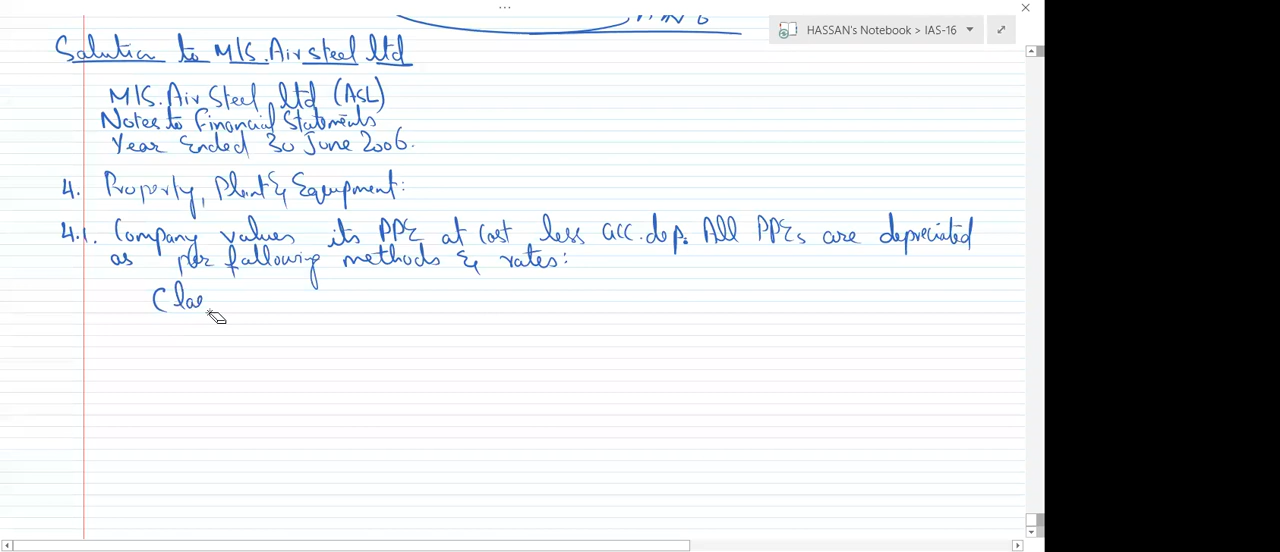 HASSAN's Notebook > IAS-16
Solution to M/S. Air steel ltd
M/S. Air Steel ltd (ASL)
Notes to Financial Statements
Year Ended 30 June 2006.
4. Property, Plant & Equipment:
4.1. Company values its PPE at cost less acc.dep. All PPEs are depreciated
as per following methods & rates:
Clas